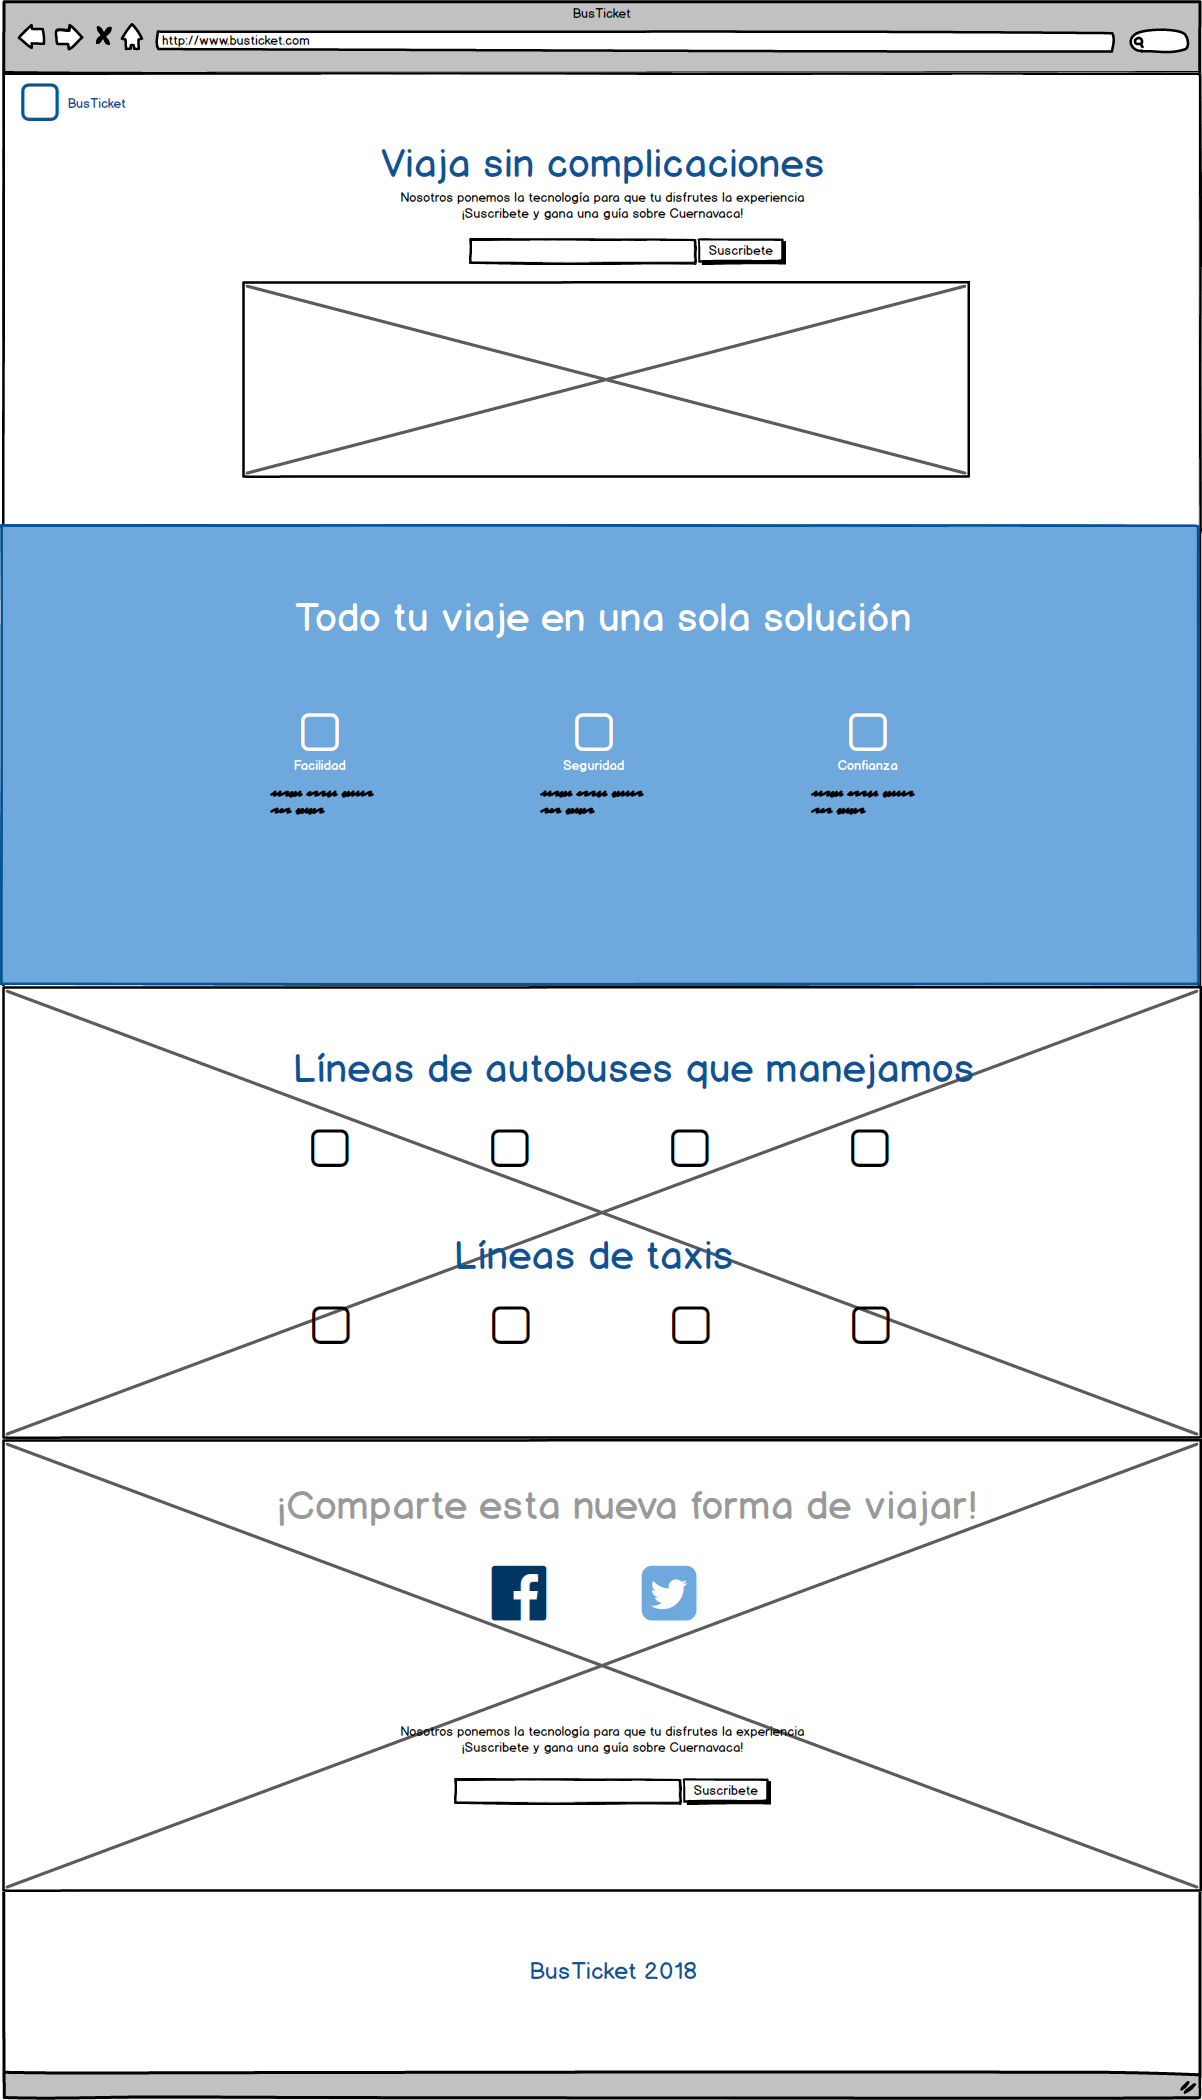 BusTicket
http://www.busticket.com
BusTicket
Viaja sin complicaciones
Nosotros ponemos la tecnología para que tu disfrutes la experiencia
¡Suscribete y gana una guía sobre Cuernavaca!
Suscribete
Todo tu viaje en una sola solución
Facilidad
Seguridad
Confianza
Líneas de autobuses que manejamos
Líneas de taxis
¡Comparte esta nueva forma de viajar!
Nosotros ponemos la tecnología para que tu disfrutes la experiencia
¡Suscribete y gana una guía sobre Cuernavaca!
Suscribete
BusTicket 2018